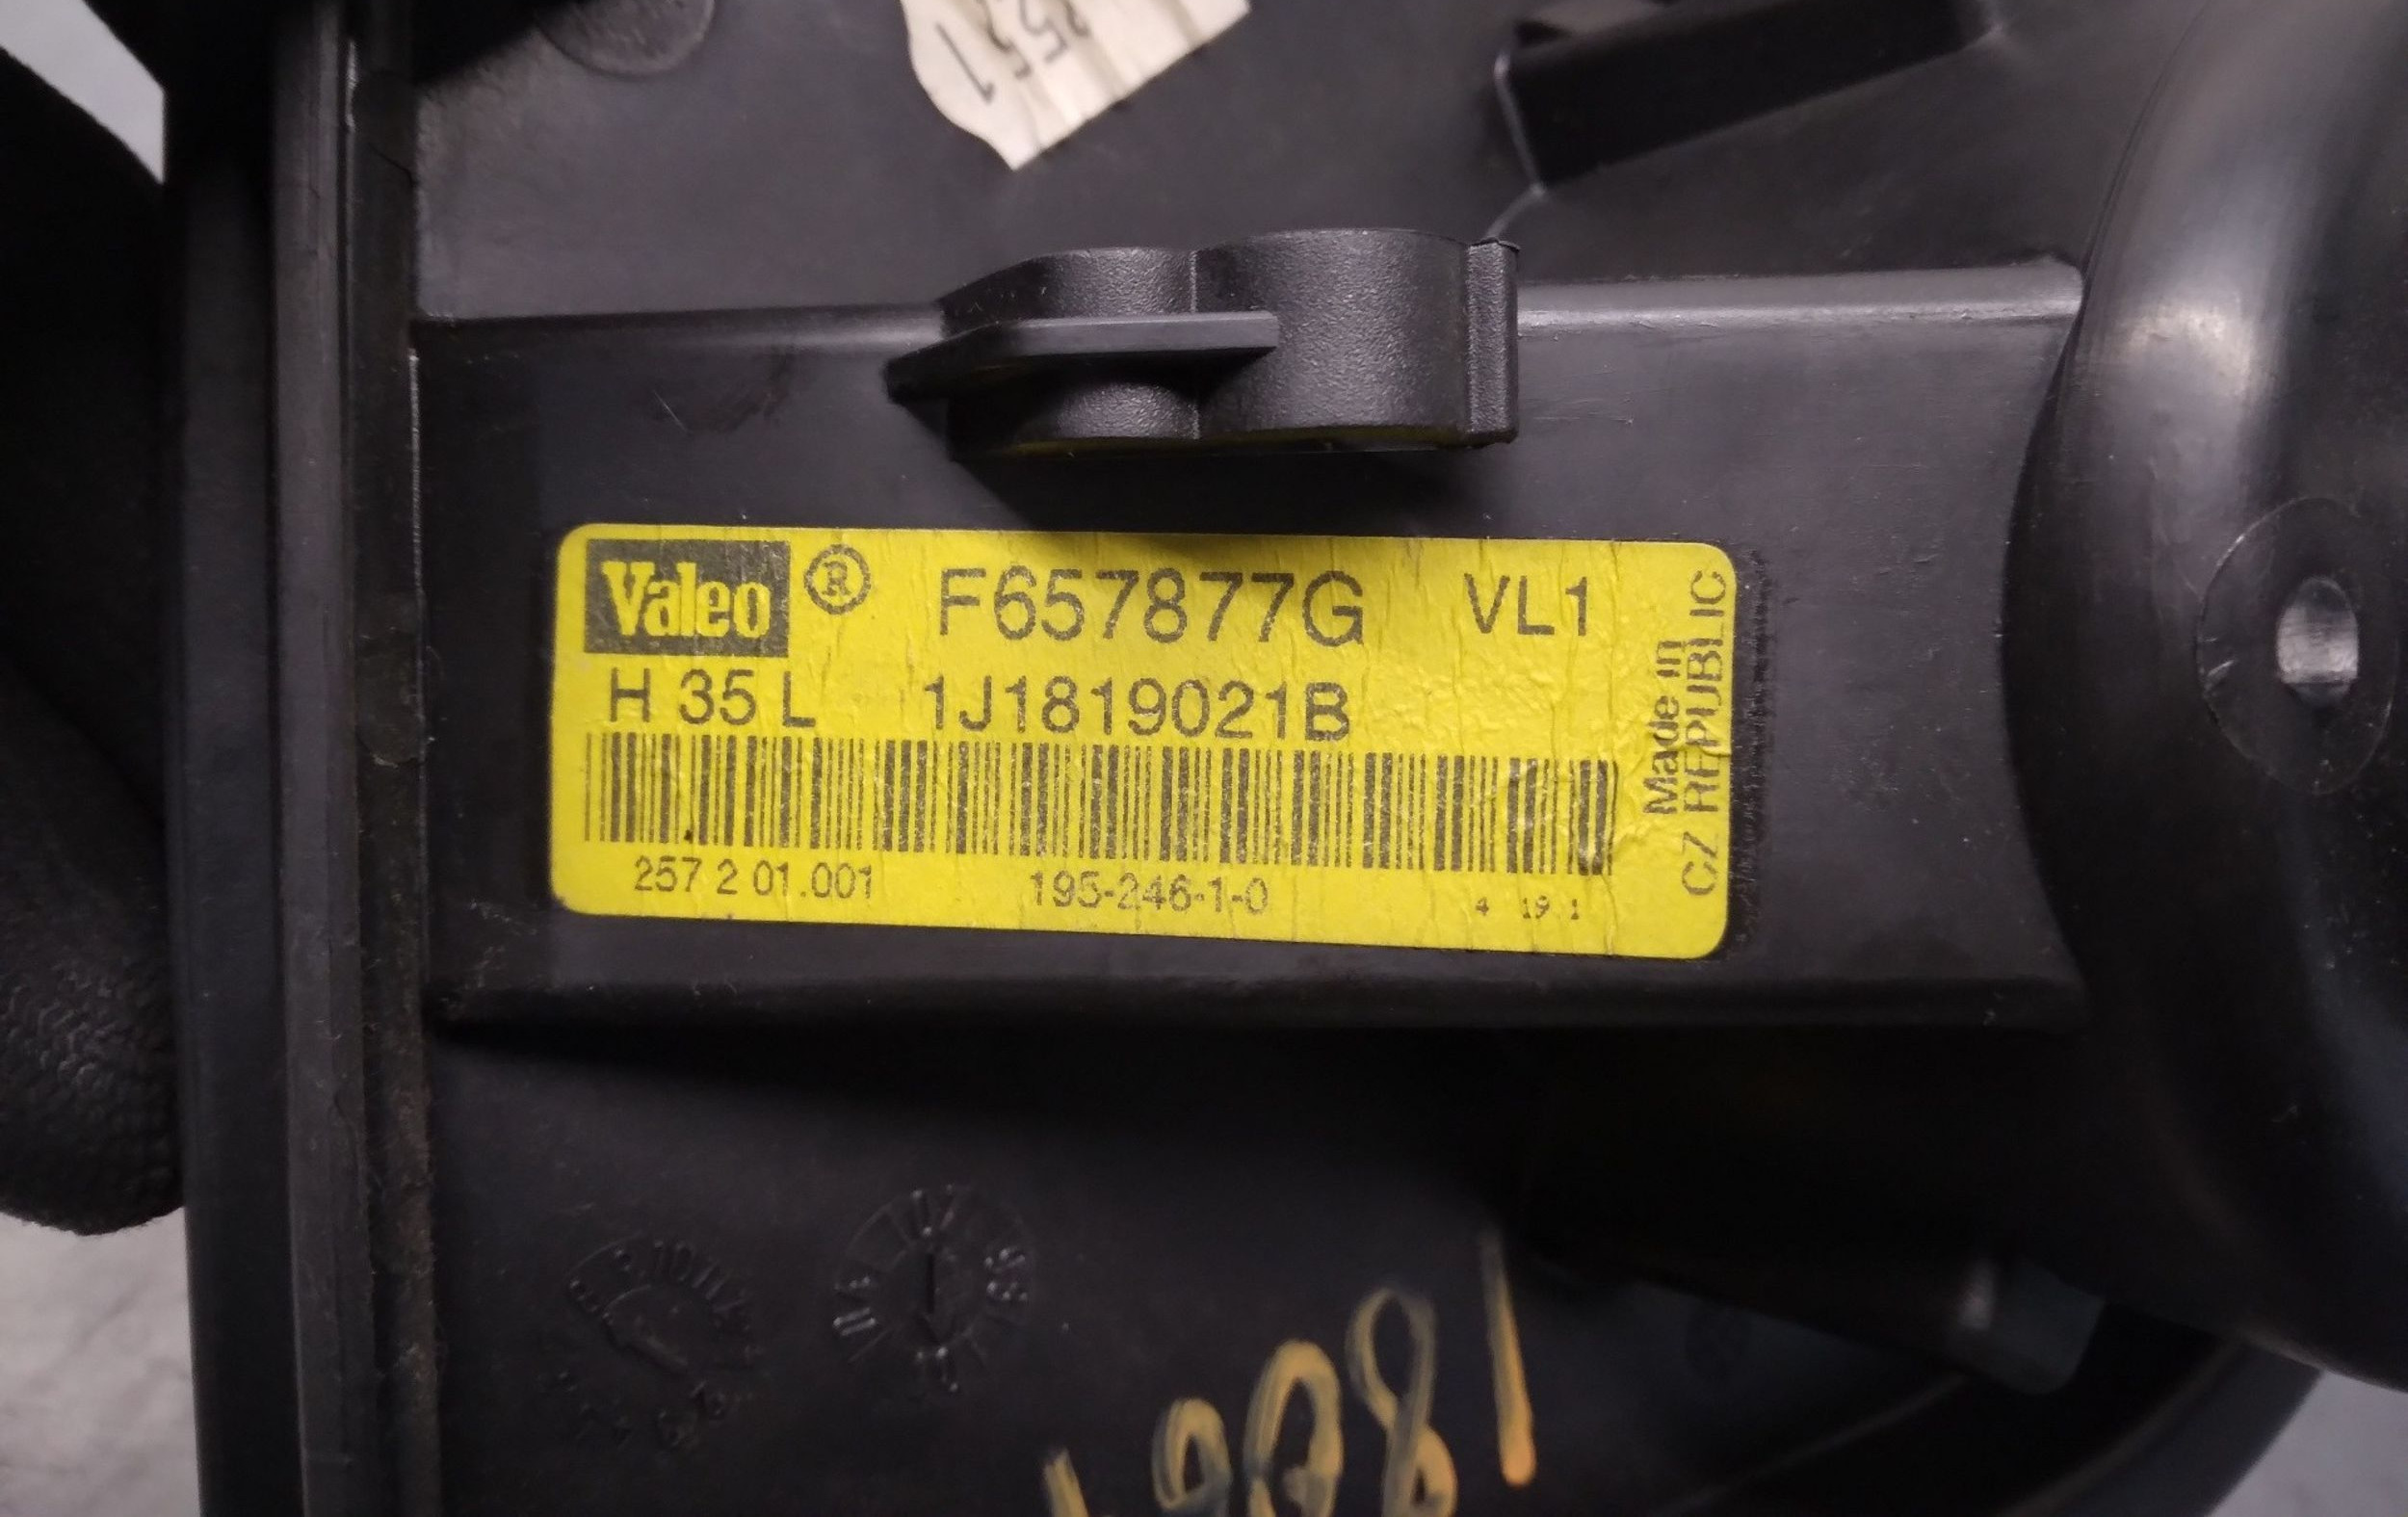 2551
Valeo ® F657877G VL1
H 35 L 1J1819021B
257 2 01.001 195-246-1-0 4 19 1
Made in
CZ REPUBLIC